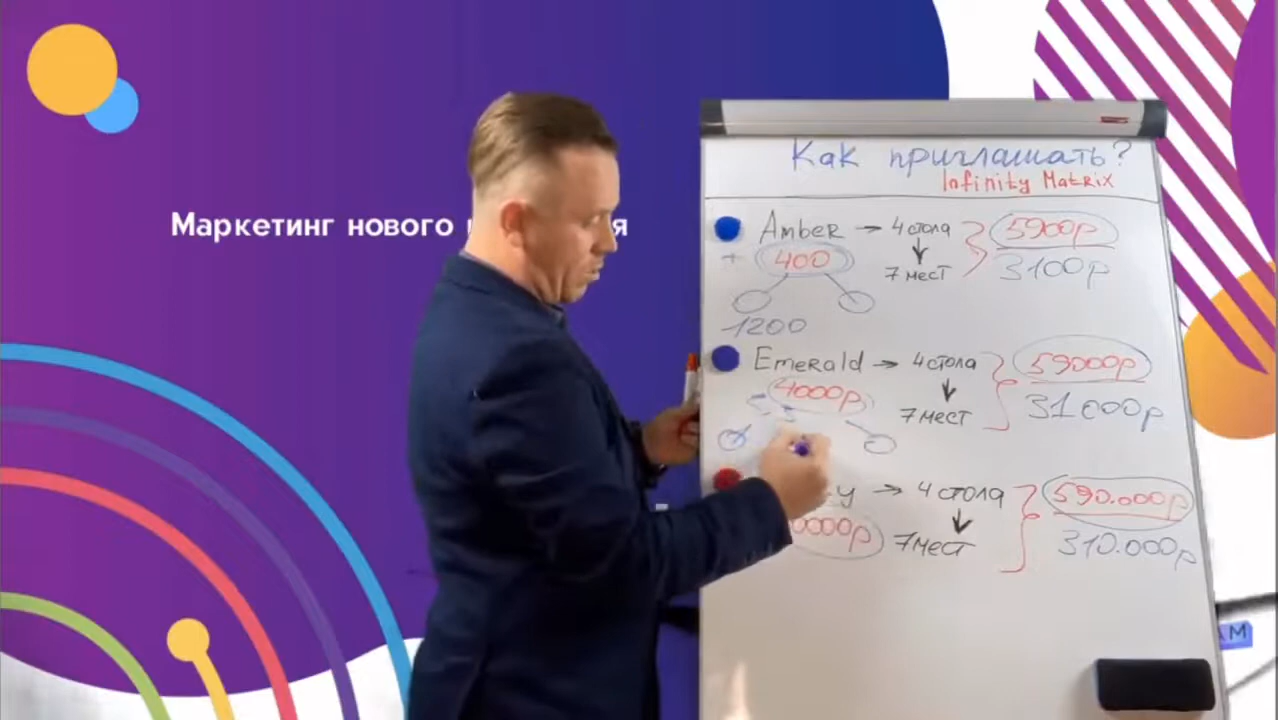 Маркетинг нового
Как приглашать?
Infinity Matrix
Amber → 4 стола
5900р
+ 400
7 мест
3100р
1200
Emerald → 4 стола
59000р
4000р
7 мест
31000р
→ 4 стола
590.000р
7 мест
310.000р